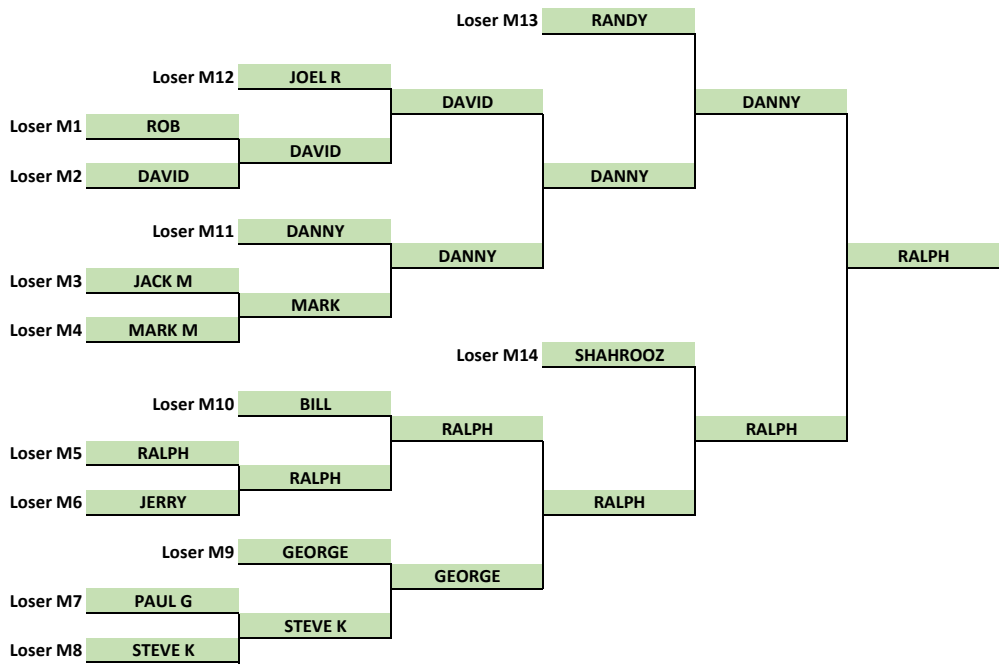 Loser M13 RANDY
Loser M12 JOEL R
DAVID DANNY
Loser M1 ROB
DAVID
Loser M2 DAVID DANNY
Loser M11 DANNY
DANNY RALPH
Loser M3 JACK M
MARK
Loser M4 MARK M
Loser M14 SHAHROOZ
Loser M10 BILL
RALPH RALPH
Loser M5 RALPH
RALPH
Loser M6 JERRY RALPH
Loser M9 GEORGE
GEORGE
Loser M7 PAUL G
STEVE K
Loser M8 STEVE K